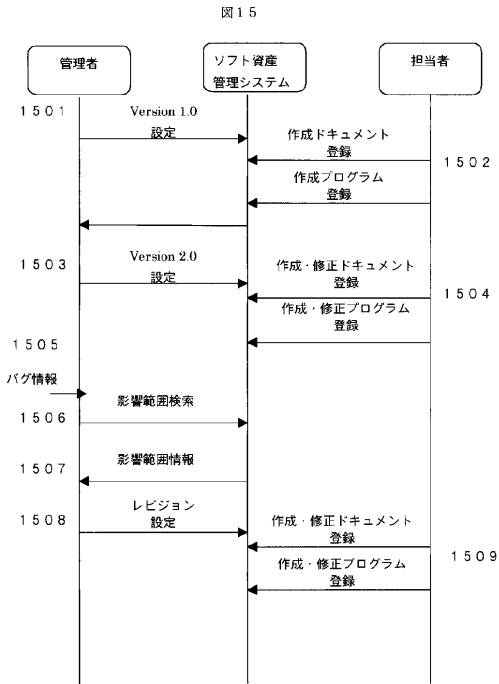 図15
管理者
ソフト資産
管理システム
担当者
1501
Version 1.0
設定
作成ドキュメント
登録
1502
作成プログラム
登録
1503
Version 2.0
設定
作成・修正ドキュメント
登録
1504
作成・修正プログラム
登録
1505
バグ情報
影響範囲検索
1506
影響範囲情報
1507
レビジョン
設定
1508
作成・修正ドキュメント
登録
1509
作成・修正プログラム
登録